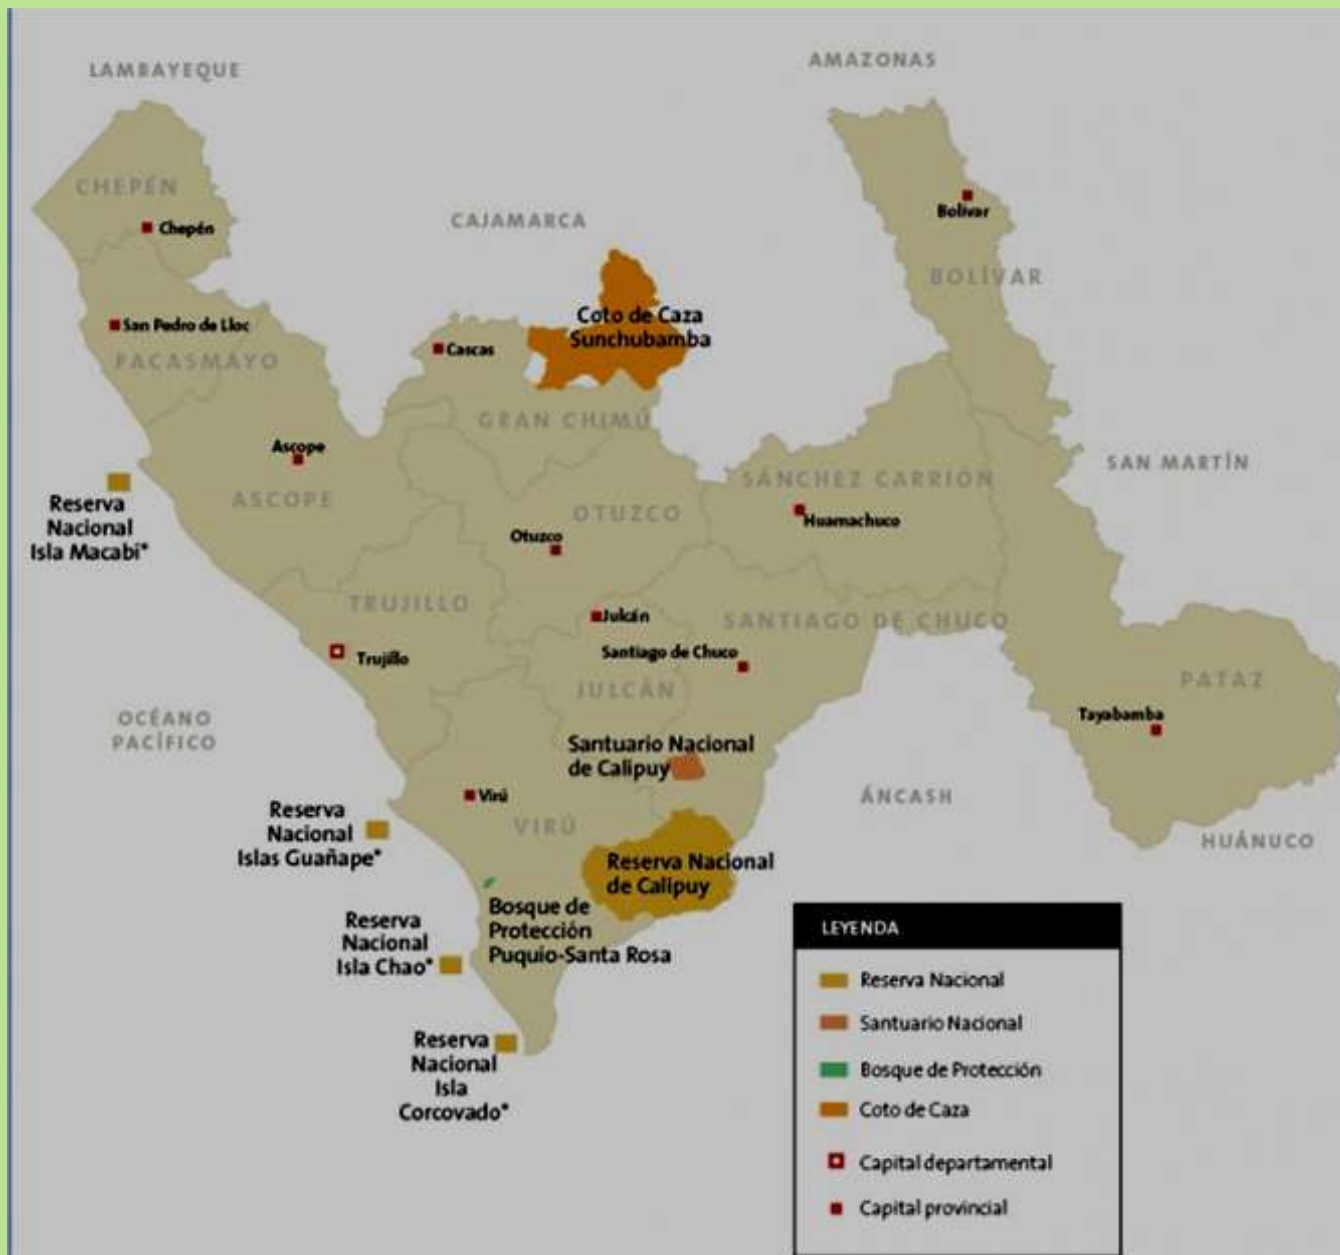 LAMBAYEQUE
AMAZONAS
CHEPÉN
Chepén
CAJAMARCA
Bolívar
BOLÍVAR
Coto de Caza
Sunchubamba
San Pedro de Lloc
PACASMAYO
Cascas
GRAN CHIMÚ
Ascope
ASCOPE
SAN MARTÍN
SÁNCHEZ CARRIÓN
Huamachuco
Reserva
Nacional
Isla Macabi*
OTUZCO
Otuzco
TRUJILLO
Trujillo
Julcán
SANTIAGO DE CHUCO
Santiago de Chuco
JULCÁN
PATAZ
Tayabamba
OCÉANO
PACÍFICO
Santuario Nacional
de Calipuy
Virú
VIRÚ
ÁNCASH
HUÁNUCO
Reserva
Nacional
Islas Guañape*
Reserva Nacional
de Calipuy
Bosque de
Protección
Puquio-Santa Rosa
Reserva
Nacional
Isla Chao*
Reserva
Nacional
Isla
Corcovado*
LEYENDA
Reserva Nacional
Santuario Nacional
Bosque de Protección
Coto de Caza
Capital departamental
Capital provincial